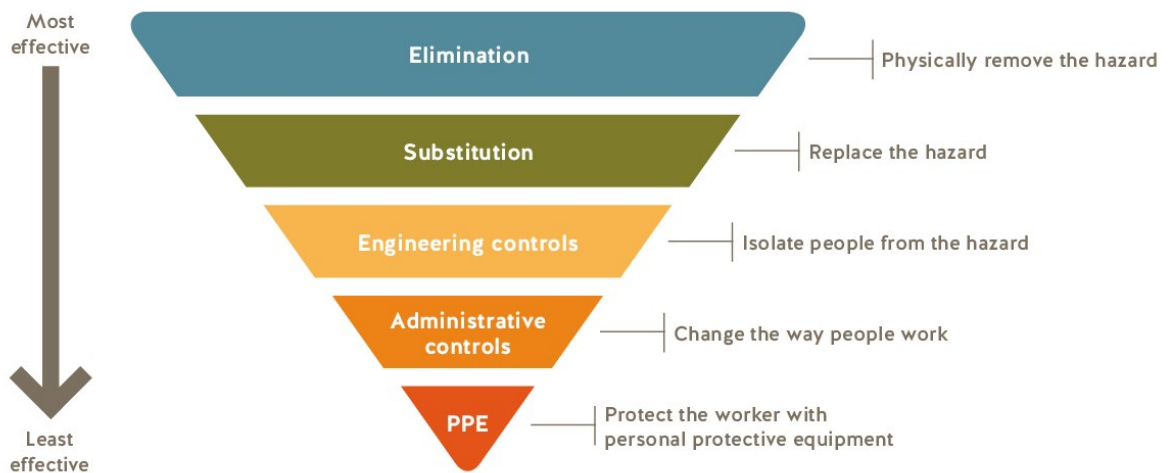 Most
effective
Elimination
Physically remove the hazard
Substitution
Replace the hazard
Engineering controls
Isolate people from the hazard
Administrative
controls
Change the way people work
PPE
Protect the worker with
personal protective equipment
Least
effective